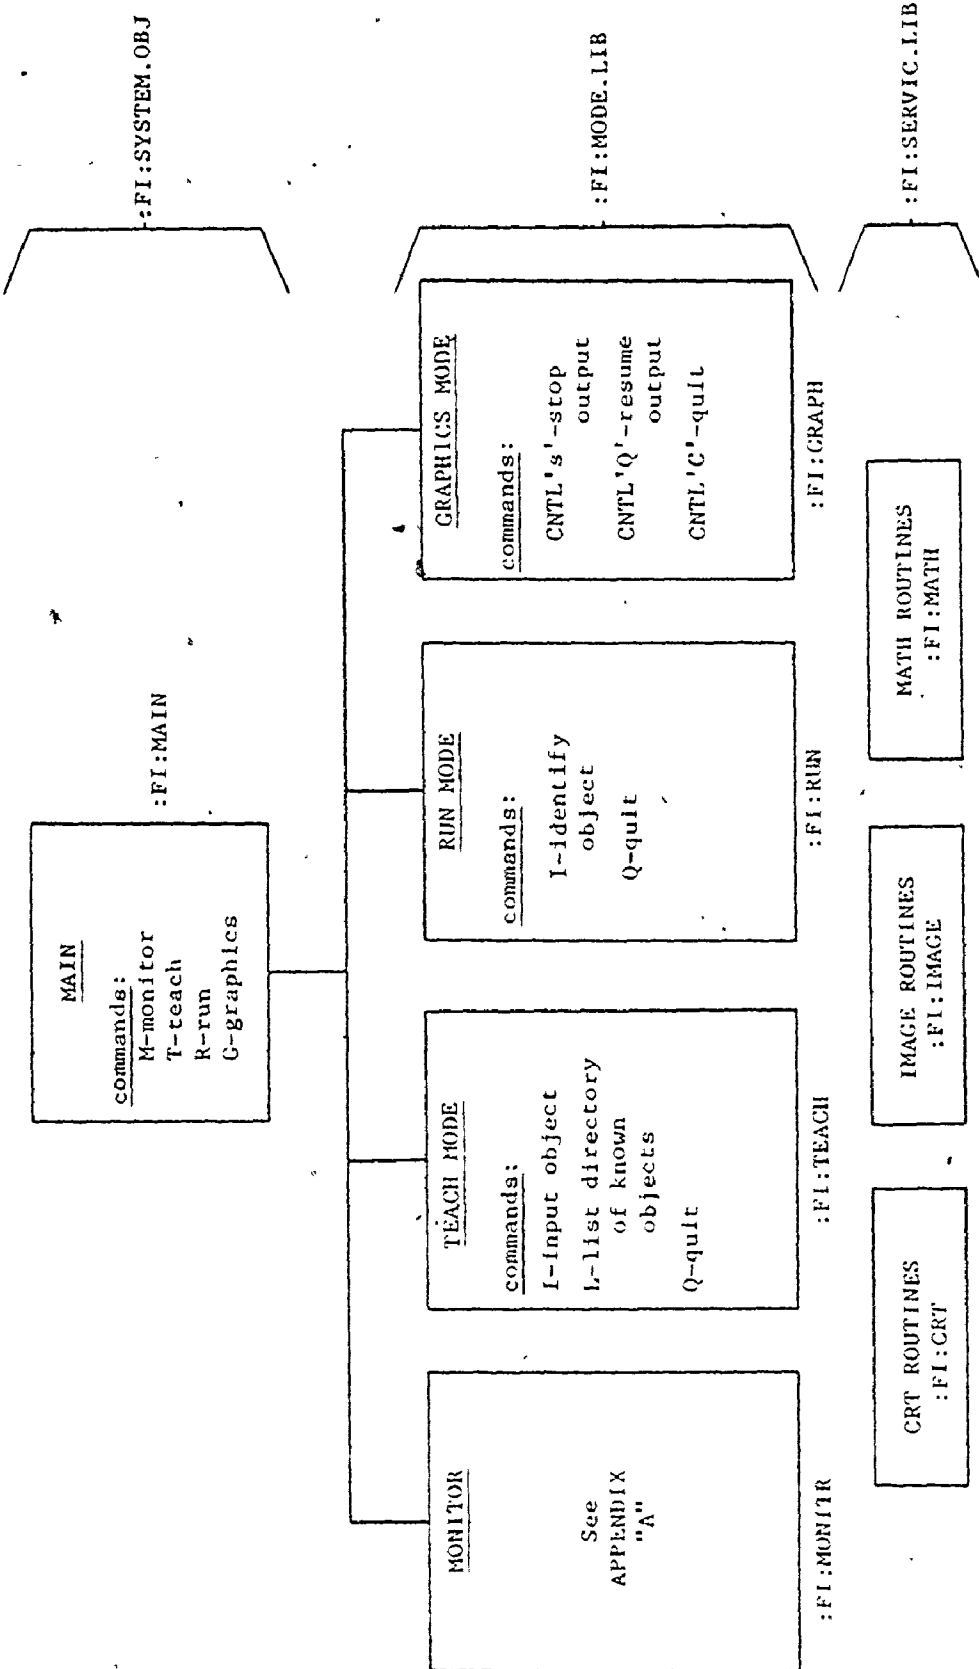 MAIN
commands:
M-monitor
T-teach
R-run
G-graphics
:FI:MAIN
:FI:SYSTEM.OBJ
MONITOR
See
APPENDIX
"A"
:FI:MONITR
TEACH MODE
commands:
I-input object
L-list directory
of known
objects
Q-quit
:FI:TEACH
RUN MODE
commands:
I-identify
object
Q-quit
:FI:RUN
GRAPHICS MODE
commands:
CNTL's'-stop
output
CNTL'Q'-resume
output
CNTL'C'-quit
:FI:GRAPH
:FI:MODE.LIB
CRT ROUTINES
:FI:CRT
IMAGE ROUTINES
:FI:IMAGE
MATH ROUTINES
:FI:MATH
:FI:SERVIC.LIB